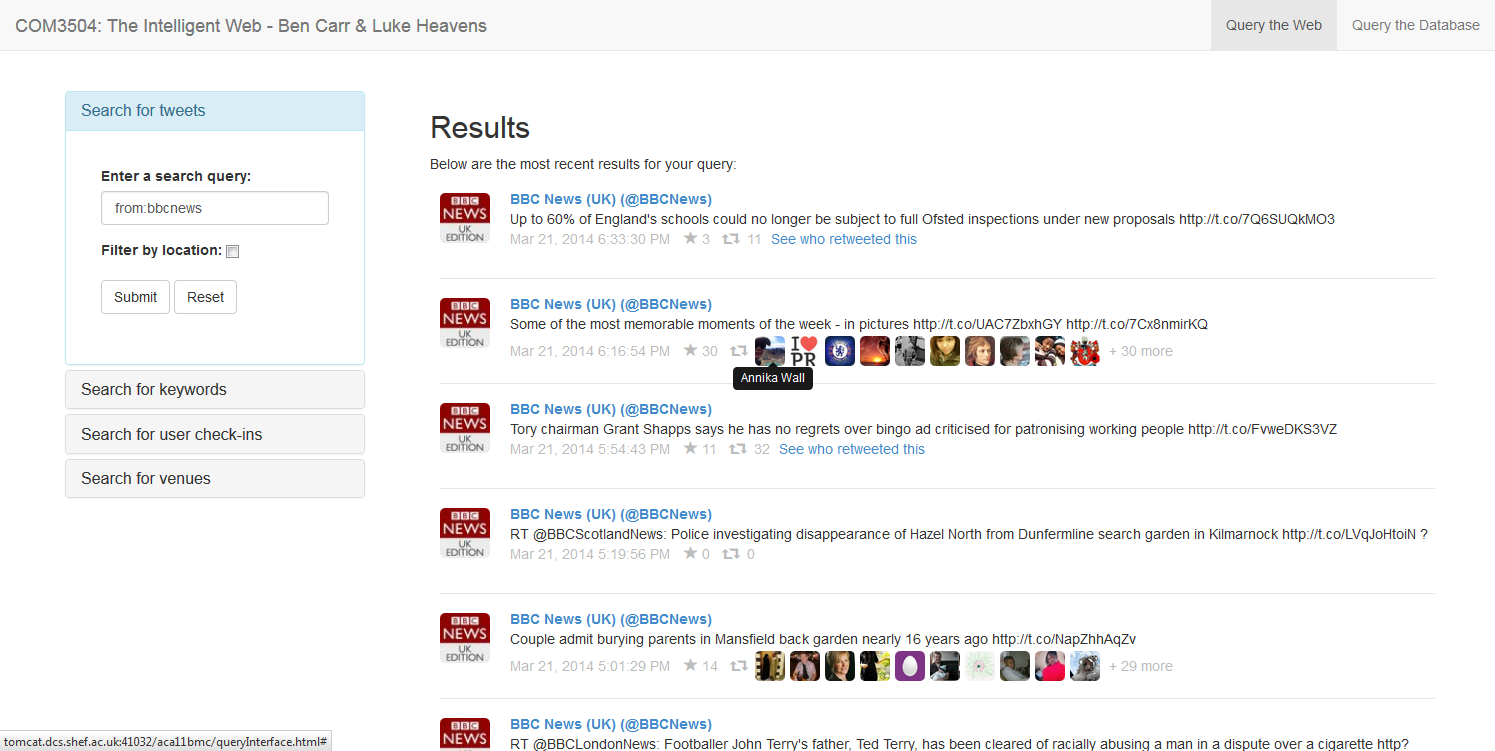 COM3504: The Intelligent Web - Ben Carr & Luke Heavens
Query the Web
Query the Database
Search for tweets
Enter a search query:
from:bbcnews
Filter by location:
Submit
Reset
Search for keywords
Search for user check-ins
Search for venues
Results
Below are the most recent results for your query:
BBC
NEWS
UK
EDITION
BBC News (UK) (@BBCNews)
Up to 60% of England's schools could no longer be subject to full Ofsted inspections under new proposals http://t.co/7Q6SUQkMO3
Mar 21, 2014 6:33:30 PM 3 11 See who retweeted this
BBC
NEWS
UK
EDITION
BBC News (UK) (@BBCNews)
Some of the most memorable moments of the week - in pictures http://t.co/UAC7ZbxhGY http://t.co/7Cx8nmirKQ
Mar 21, 2014 6:16:54 PM 30 + 30 more
I
PR
Annika Wall
BBC
NEWS
UK
EDITION
BBC News (UK) (@BBCNews)
Tory chairman Grant Shapps says he has no regrets over bingo ad criticised for patronising working people http://t.co/FvweDKS3VZ
Mar 21, 2014 5:54:43 PM 11 32 See who retweeted this
BBC
NEWS
UK
EDITION
BBC News (UK) (@BBCNews)
RT @BBCScotlandNews: Police investigating disappearance of Hazel North from Dunfermline search garden in Kilmarnock http://t.co/LVqJoHtoiN ?
Mar 21, 2014 5:19:56 PM 0 0
BBC
NEWS
UK
EDITION
BBC News (UK) (@BBCNews)
Couple admit burying parents in Mansfield back garden nearly 16 years ago http://t.co/NapZhhAqZv
Mar 21, 2014 5:01:29 PM 14 + 29 more
BBC
NEWS
BBC News (UK) (@BBCNews)
RT @BBCLondonNews: Footballer John Terry's father, Ted Terry, has been cleared of racially abusing a man in a dispute over a cigarette http?
tomcat.dcs.shef.ac.uk:41032/aca11bmc/queryInterface.html#